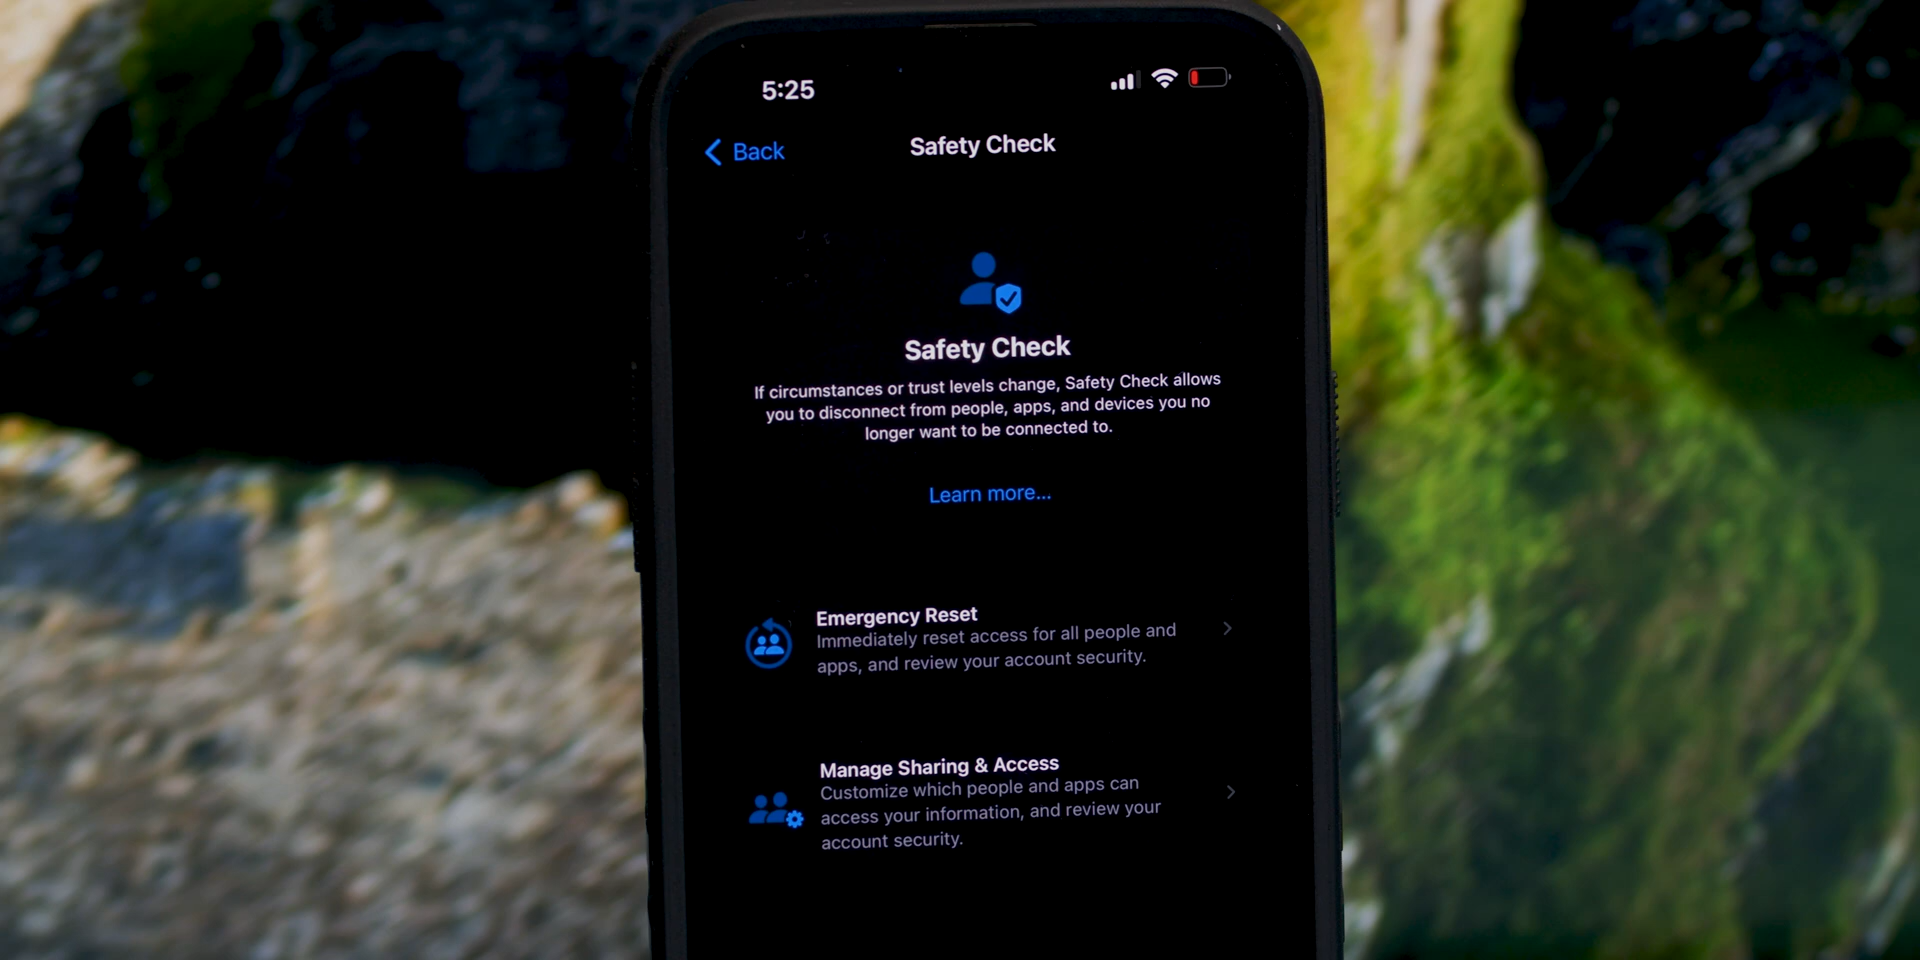 5:25
Back
Safety Check
Safety Check
If circumstances or trust levels change, Safety Check allows
you to disconnect from people, apps, and devices you no
longer want to be connected to.
Learn more...
Emergency Reset
Immediately reset access for all people and
apps, and review your account security.
Manage Sharing & Access
Customize which people and apps can
access your information, and review your
account security.